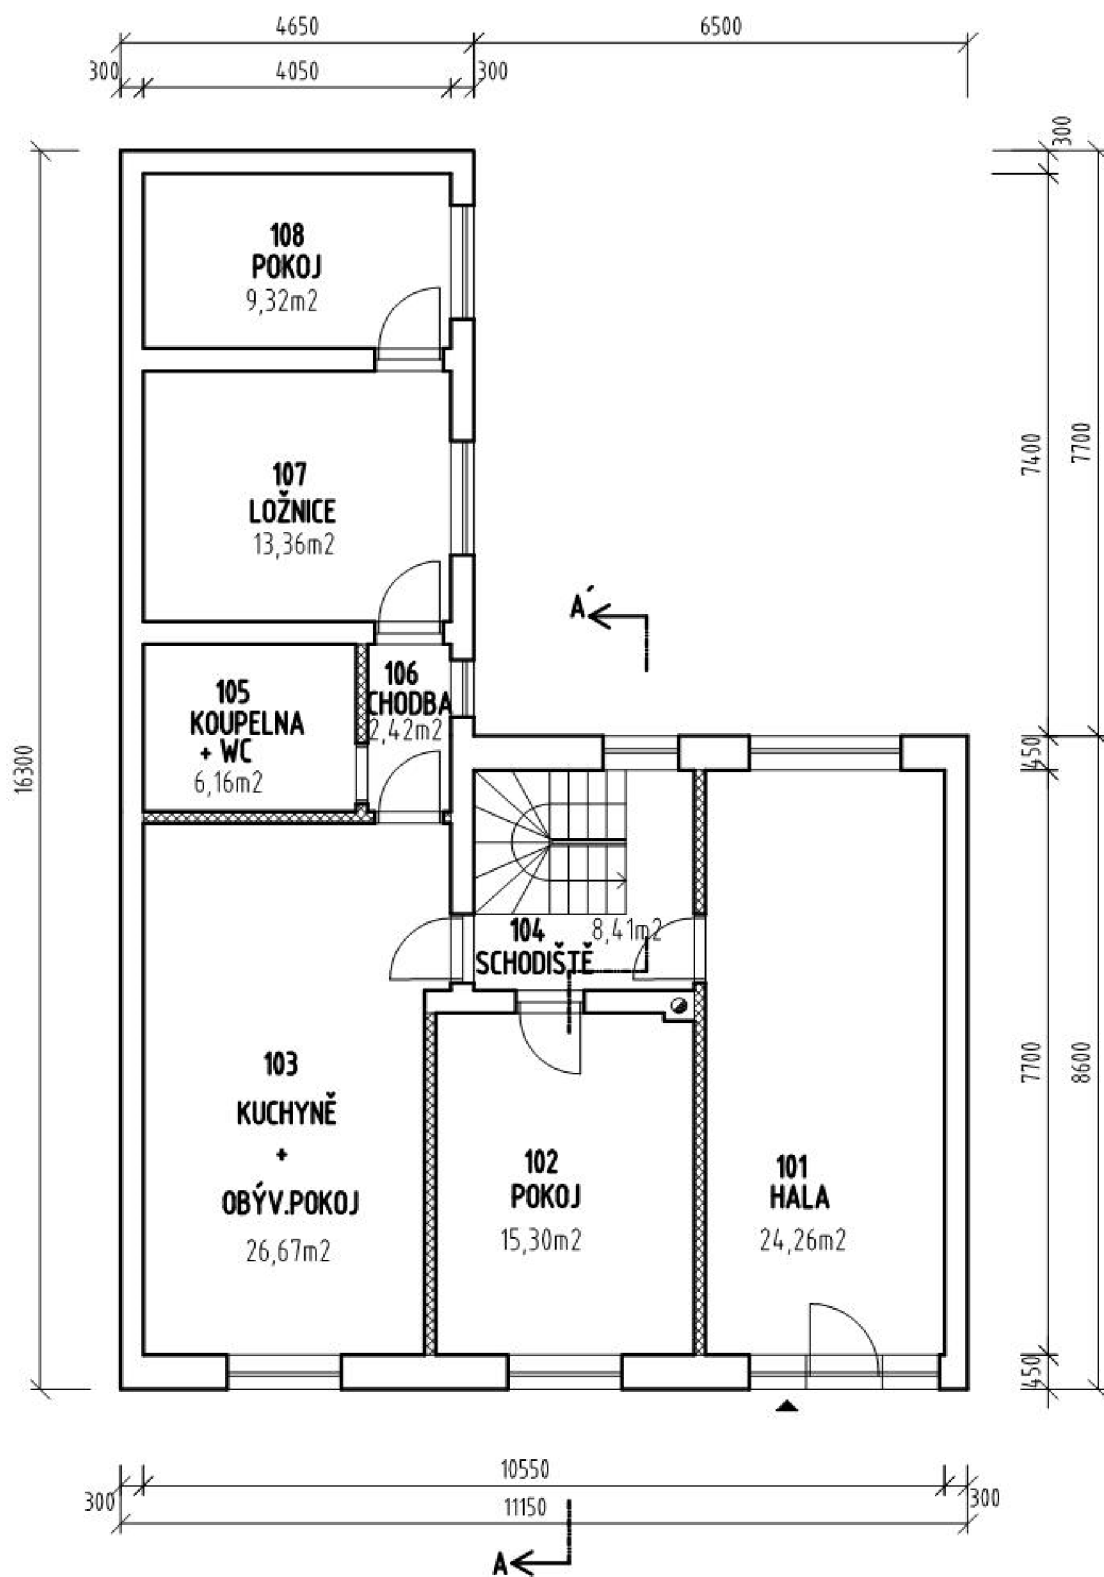 4650
6500
300
4050
300
300
108
POKOJ
9,32m2
7400
7700
107
LOŽNICE
13,36m2
A´
106
CHODBA
2,42m2
105
KOUPELNA
+ WC
6,16m2
16300
450
104
8,41m2
SCHODIŠTĚ
103
KUCHYNĚ
+
OBÝV.POKOJ
26,67m2
7700
8600
102
POKOJ
15,30m2
101
HALA
24,26m2
450
10550
300
300
11150
A